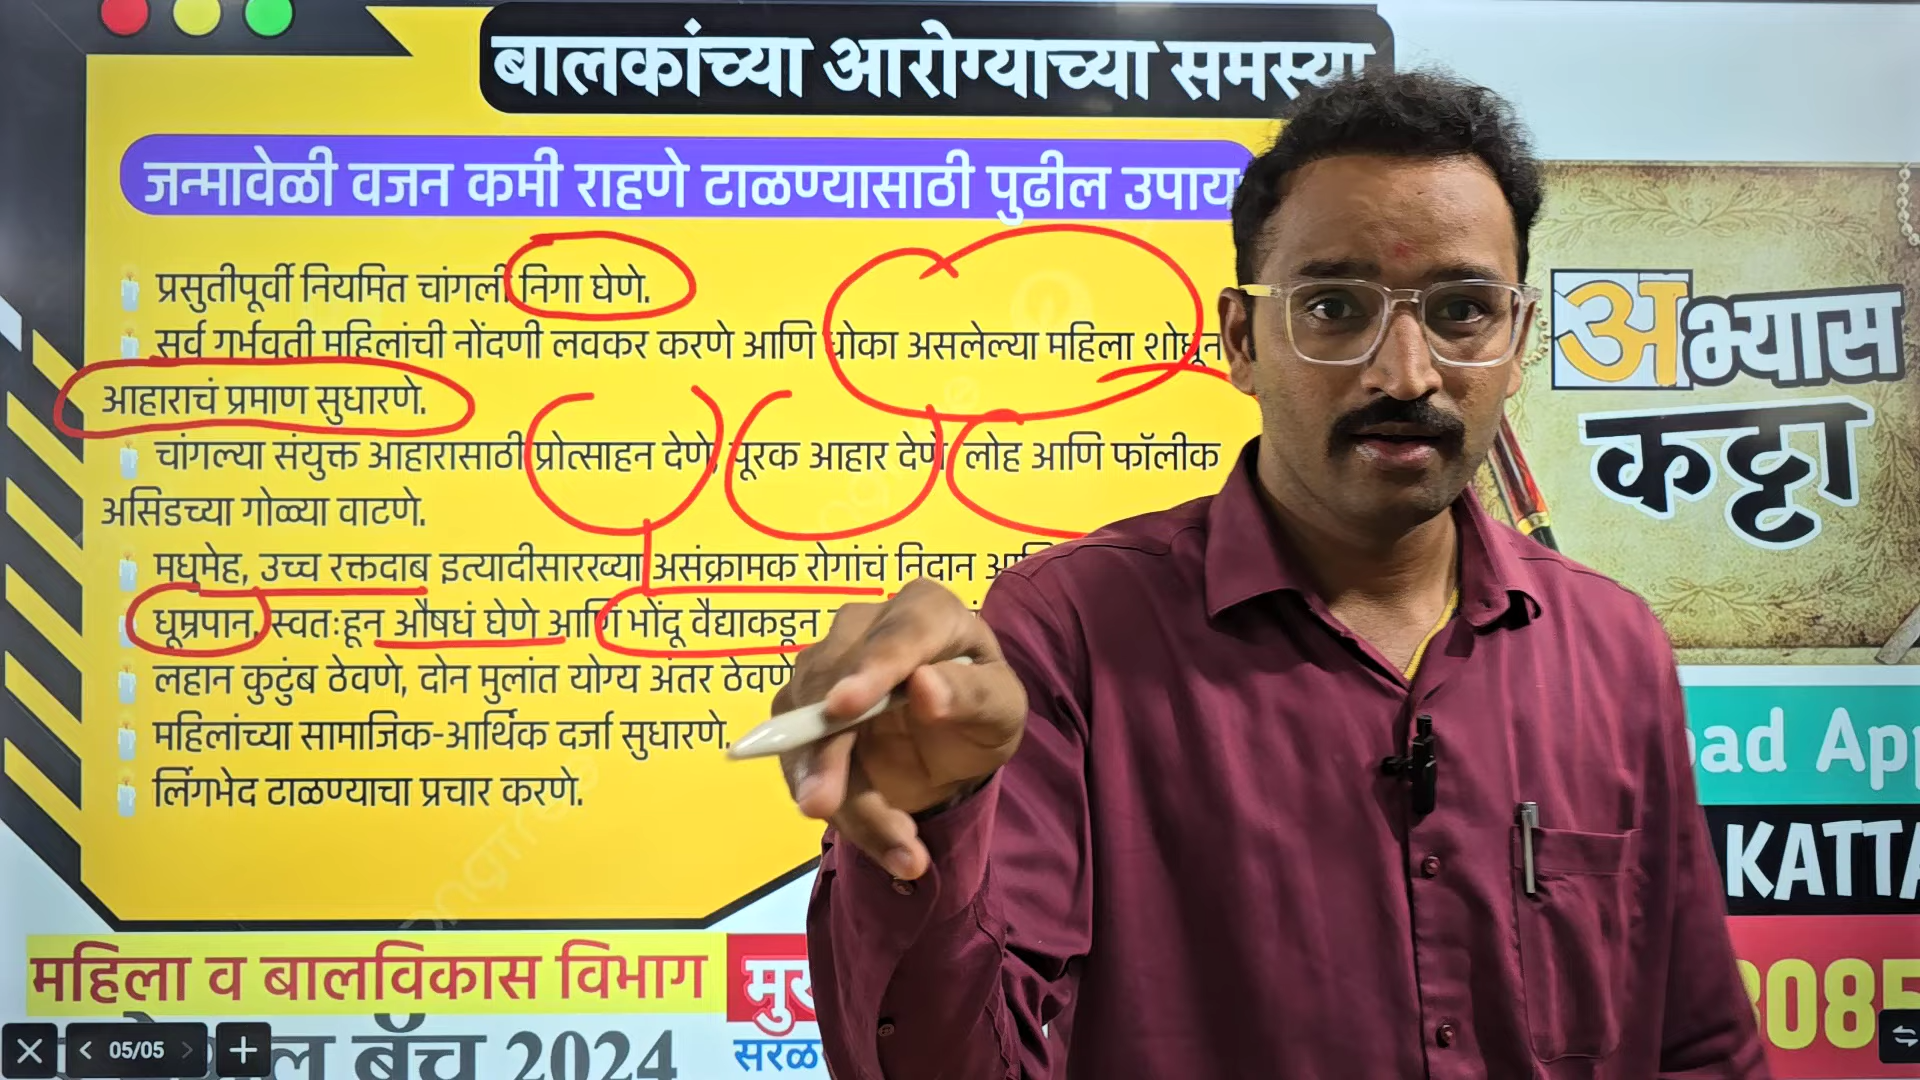 बालकांच्या आरोग्याच्या समस्या
जन्मावेळी वजन कमी राहणे टाळण्यासाठी पुढील उपाय
प्रसुतीपूर्वी नियमित चांगली निगा घेणे.
सर्व गर्भवती महिलांची नोंदणी लवकर करणे आणि धोका असलेल्या महिला शोधून
आहाराचं प्रमाण सुधारणे.
चांगल्या संयुक्त आहारासाठी प्रोत्साहन देणे, पूरक आहार देणे, लोह आणि फॉलीक
असिडच्या गोळ्या वाटणे.
मधुमेह, उच्च रक्तदाब इत्यादीसारख्या असंक्रामक रोगांचं निदान
धूम्रपान, स्वतःहून औषधं घेणे आणि भोंदू वैद्याकडून
लहान कुटुंब ठेवणे, दोन मुलांत योग्य अंतर ठेवणे
महिलांच्या सामाजिक-आर्थिक दर्जा सुधारणे.
लिंगभेद टाळण्याचा प्रचार करणे.
महिला व बालविकास विभाग
बॅच 2024
05/05
अभ्यास
कट्टा
App
KATTA